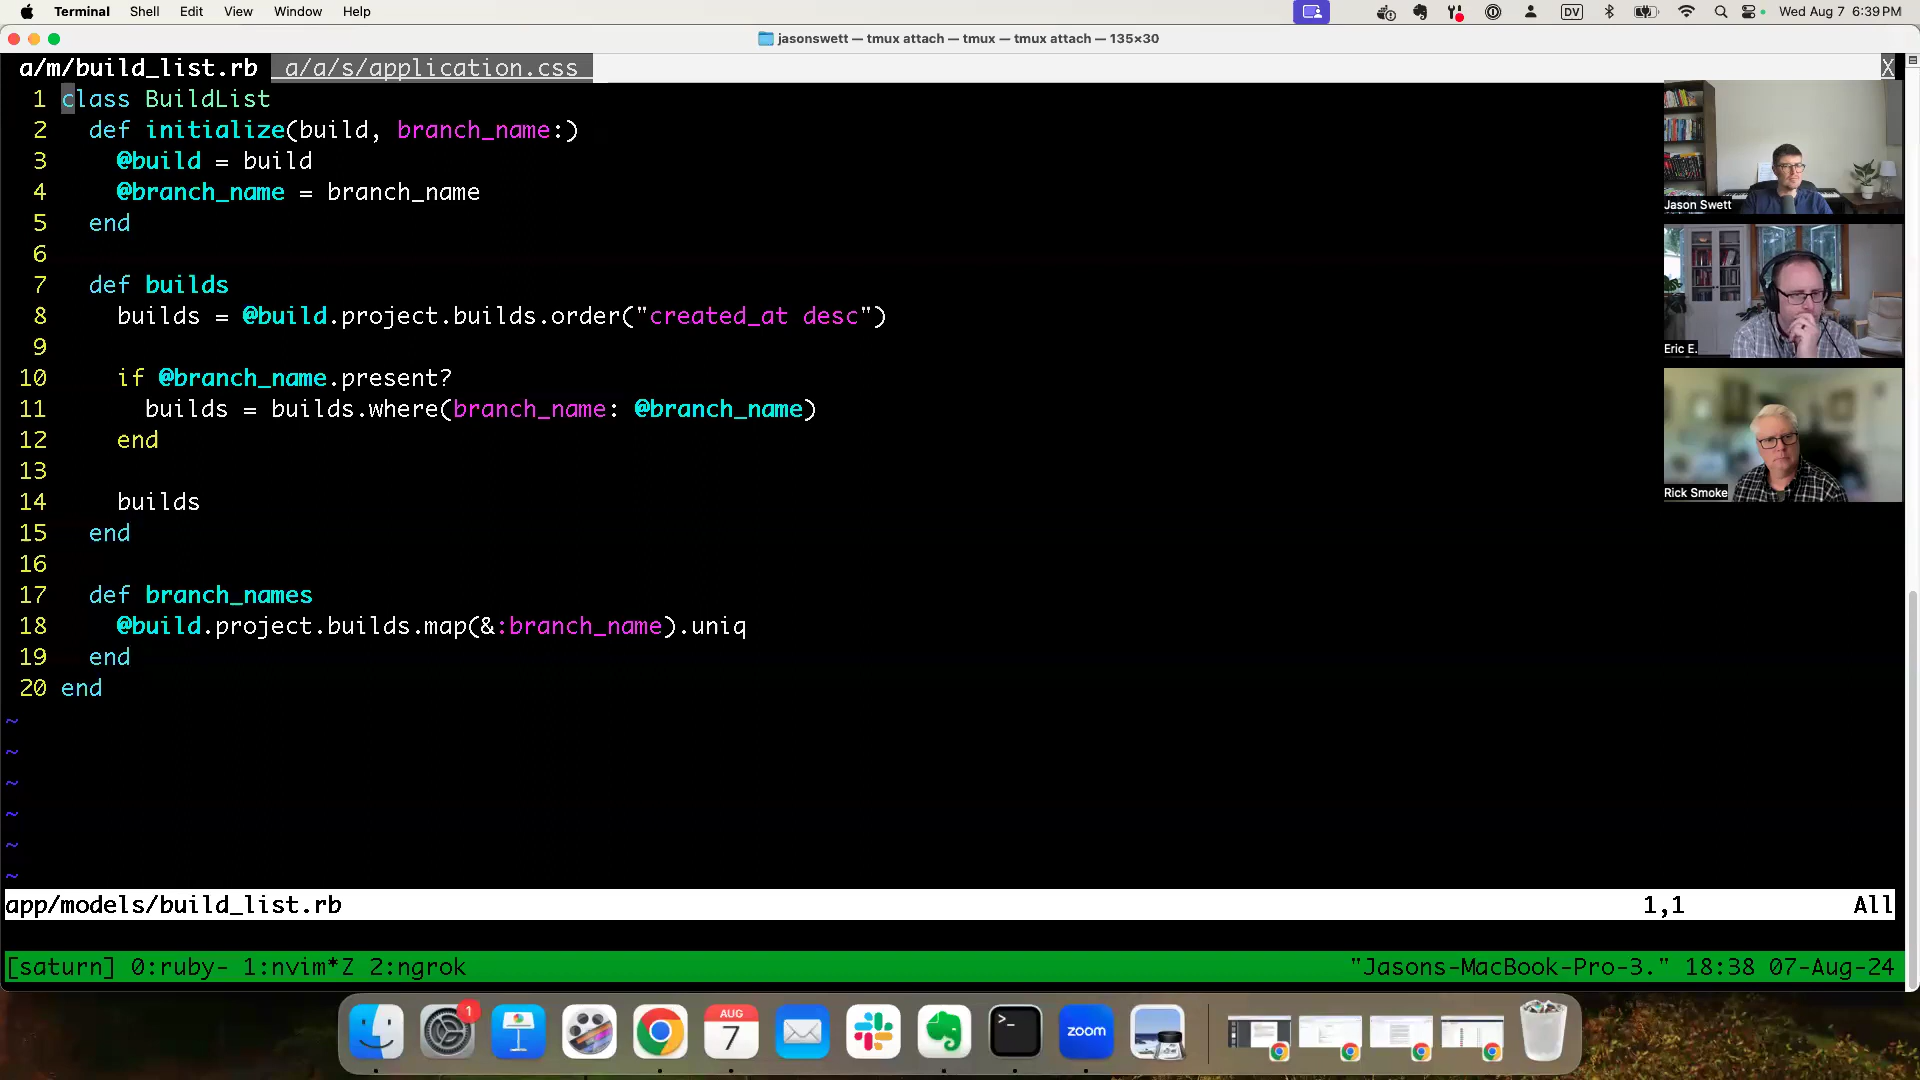 Terminal Shell Edit View Window Help DV Wed Aug 7 6:39 PM
jasonswett — tmux attach — tmux — tmux attach — 135×30
a/m/build_list.rb a/a/s/application.css X
1 class BuildList
2 def initialize(build, branch_name:)
3 @build = build
4 @branch_name = branch_name
5 end
6
7 def builds
8 builds = @build.project.builds.order("created_at desc")
9
10 if @branch_name.present?
11 builds = builds.where(branch_name: @branch_name)
12 end
13
14 builds
15 end
16
17 def branch_names
18 @build.project.builds.map(&:branch_name).uniq
19 end
20 end
~
~
~
~
~
~
Jason Swett
Eric E.
Rick Smoke
app/models/build_list.rb 1,1 All
[saturn] 0:ruby- 1:nvim*Z 2:ngrok "Jasons-MacBook-Pro-3." 18:38 07-Aug-24
1
AUG
7
>_
zoom